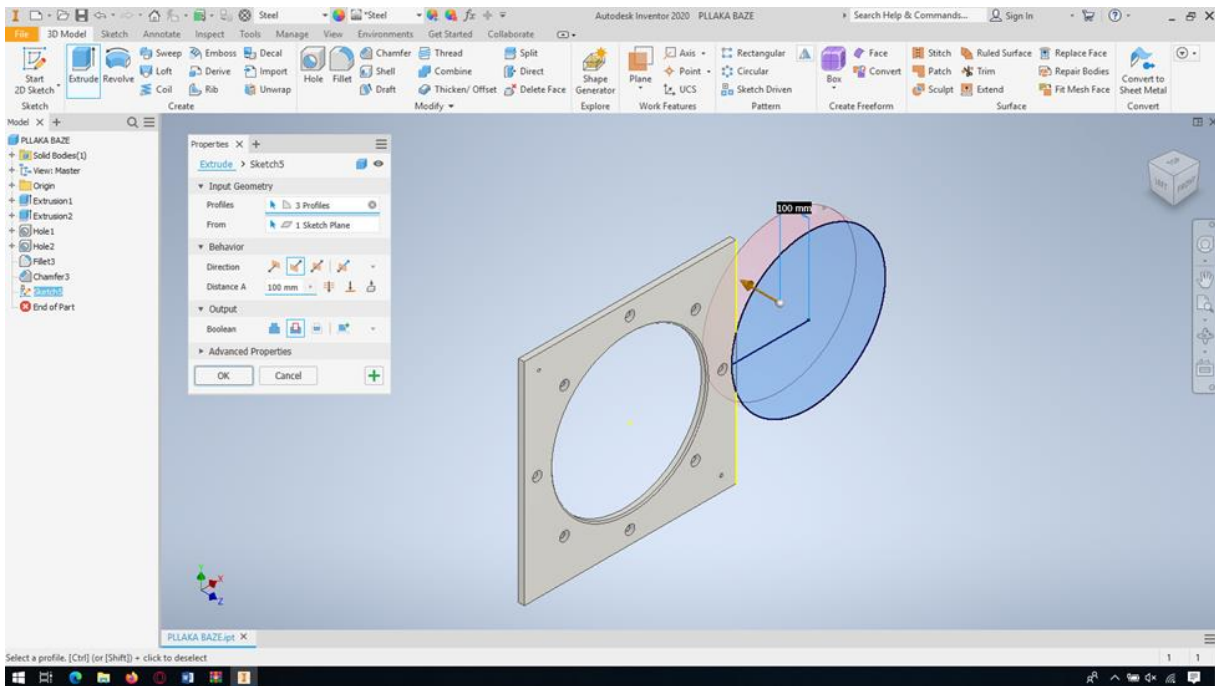 Steel
*Steel
Autodesk Inventor 2020 PLLAKA BAZE
Search Help & Commands...
Sign In
File 3D Model Sketch Annotate Inspect Tools Manage View Environments Get Started Collaborate
Start 2D Sketch
Extrude Revolve
Sweep Emboss Decal
Loft Derive Import
Coil Rib Unwrap
Hole Fillet
Chamfer Thread Split
Shell Combine Direct
Draft Thicken/ Offset Delete Face
Shape Generator
Plane
Axis
Point
UCS
Rectangular
Circular
Sketch Driven
Box
Face
Convert
Stitch Ruled Surface Replace Face
Patch Trim Repair Bodies
Sculpt Extend Fit Mesh Face
Convert to Sheet Metal
Sketch Create Modify Explore Work Features Pattern Create Freeform Surface Convert
Model
PLLAKA BAZE
Solid Bodies(1)
View: Master
Origin
Extrusion1
Extrusion2
Hole1
Hole2
Fillet3
Chamfer3
Sketch5
End of Part
Properties
Extrude > Sketch5
Input Geometry
Profiles 3 Profiles
From 1 Sketch Plane
Behavior
Direction
Distance A 100 mm
Output
Boolean
Advanced Properties
OK Cancel
100 mm
TOP
LEFT
FRONT
Y
X
Z
PLLAKA BAZE.ipt
Select a profile. [Ctrl] (or [Shift]) + click to deselect
1 1